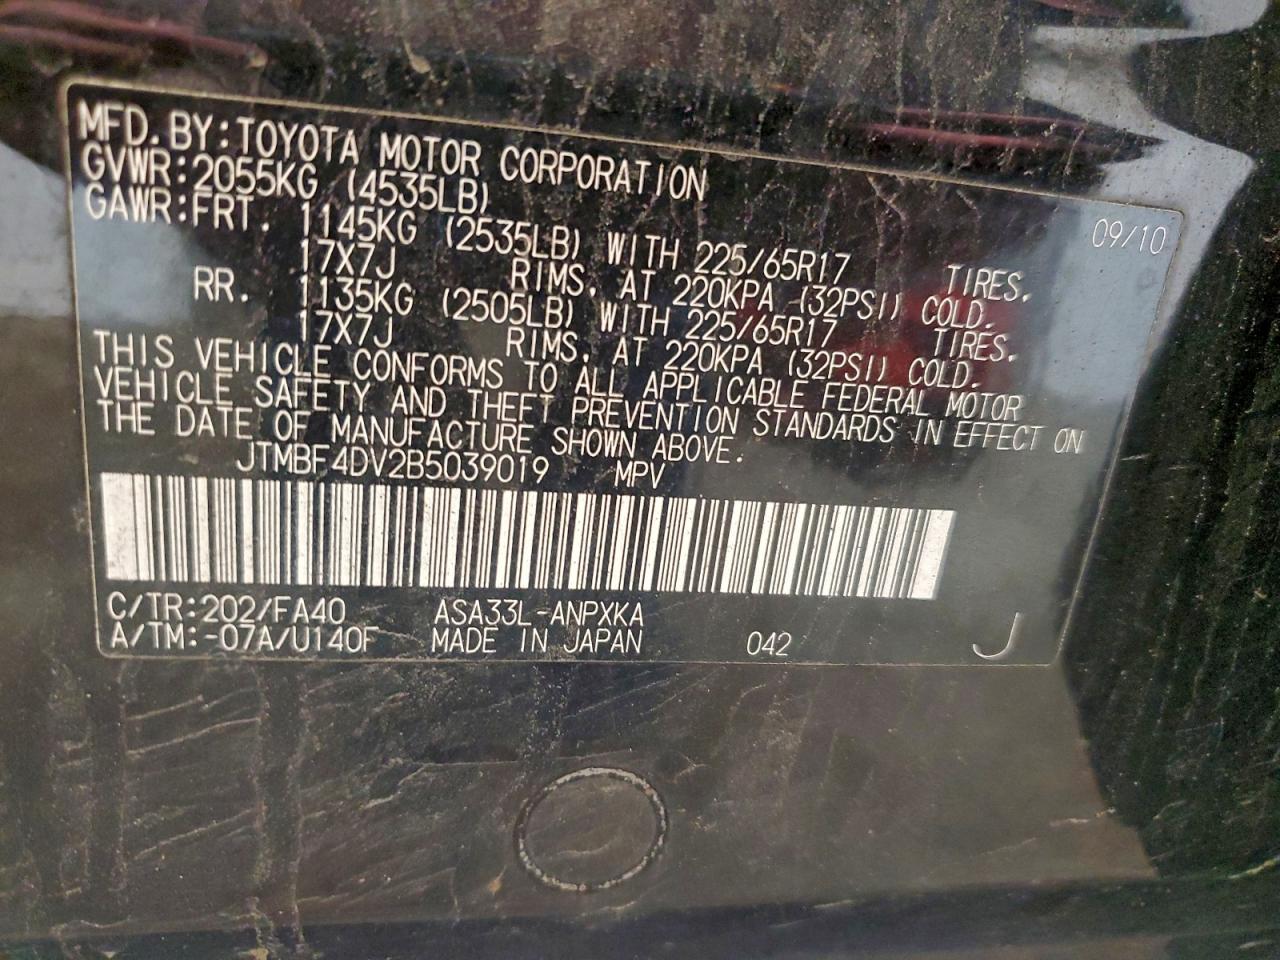 MFD.BY:TOYOTA MOTOR CORPORATION 09/10
GVWR:2055KG (4535LB)
GAWR:FRT. 1145KG (2535LB) WITH 225/65R17 TIRES.
17X7J RIMS, AT 220KPA (32PSI) COLD.
RR. 1135KG (2505LB) WITH 225/65R17 TIRES.
17X7J RIMS, AT 220KPA (32PSI) COLD.
THIS VEHICLE CONFORMS TO ALL APPLICABLE FEDERAL MOTOR
VEHICLE SAFETY AND THEFT PREVENTION STANDARDS IN EFFECT ON
THE DATE OF MANUFACTURE SHOWN ABOVE.
JTMBF4DV2B5039019 MPV
C/TR:202/FA40 ASA33L-ANPXKA
A/TM:-07A/U140F MADE IN JAPAN 042 J